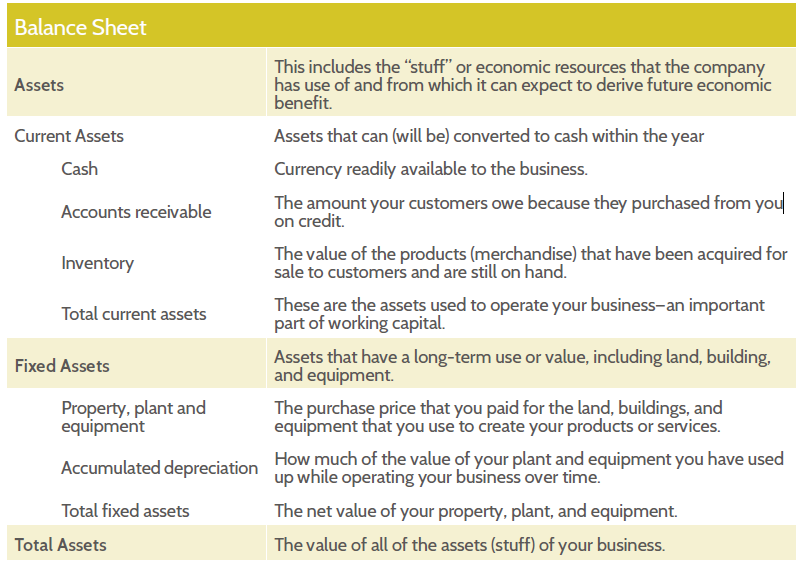 Balance Sheet
Assets
This includes the “stuff” or economic resources that the company
has use of and from which it can expect to derive future economic
benefit.
Current Assets
Assets that can (will be) converted to cash within the year
Cash
Currency readily available to the business.
Accounts receivable
The amount your customers owe because they purchased from you
on credit.
Inventory
The value of the products (merchandise) that have been acquired for
sale to customers and are still on hand.
Total current assets
These are the assets used to operate your business–an important
part of working capital.
Fixed Assets
Assets that have a long-term use or value, including land, building,
and equipment.
Property, plant and
equipment
The purchase price that you paid for the land, buildings, and
equipment that you use to create your products or services.
Accumulated depreciation
How much of the value of your plant and equipment you have used
up while operating your business over time.
Total fixed assets
The net value of your property, plant, and equipment.
Total Assets
The value of all of the assets (stuff) of your business.